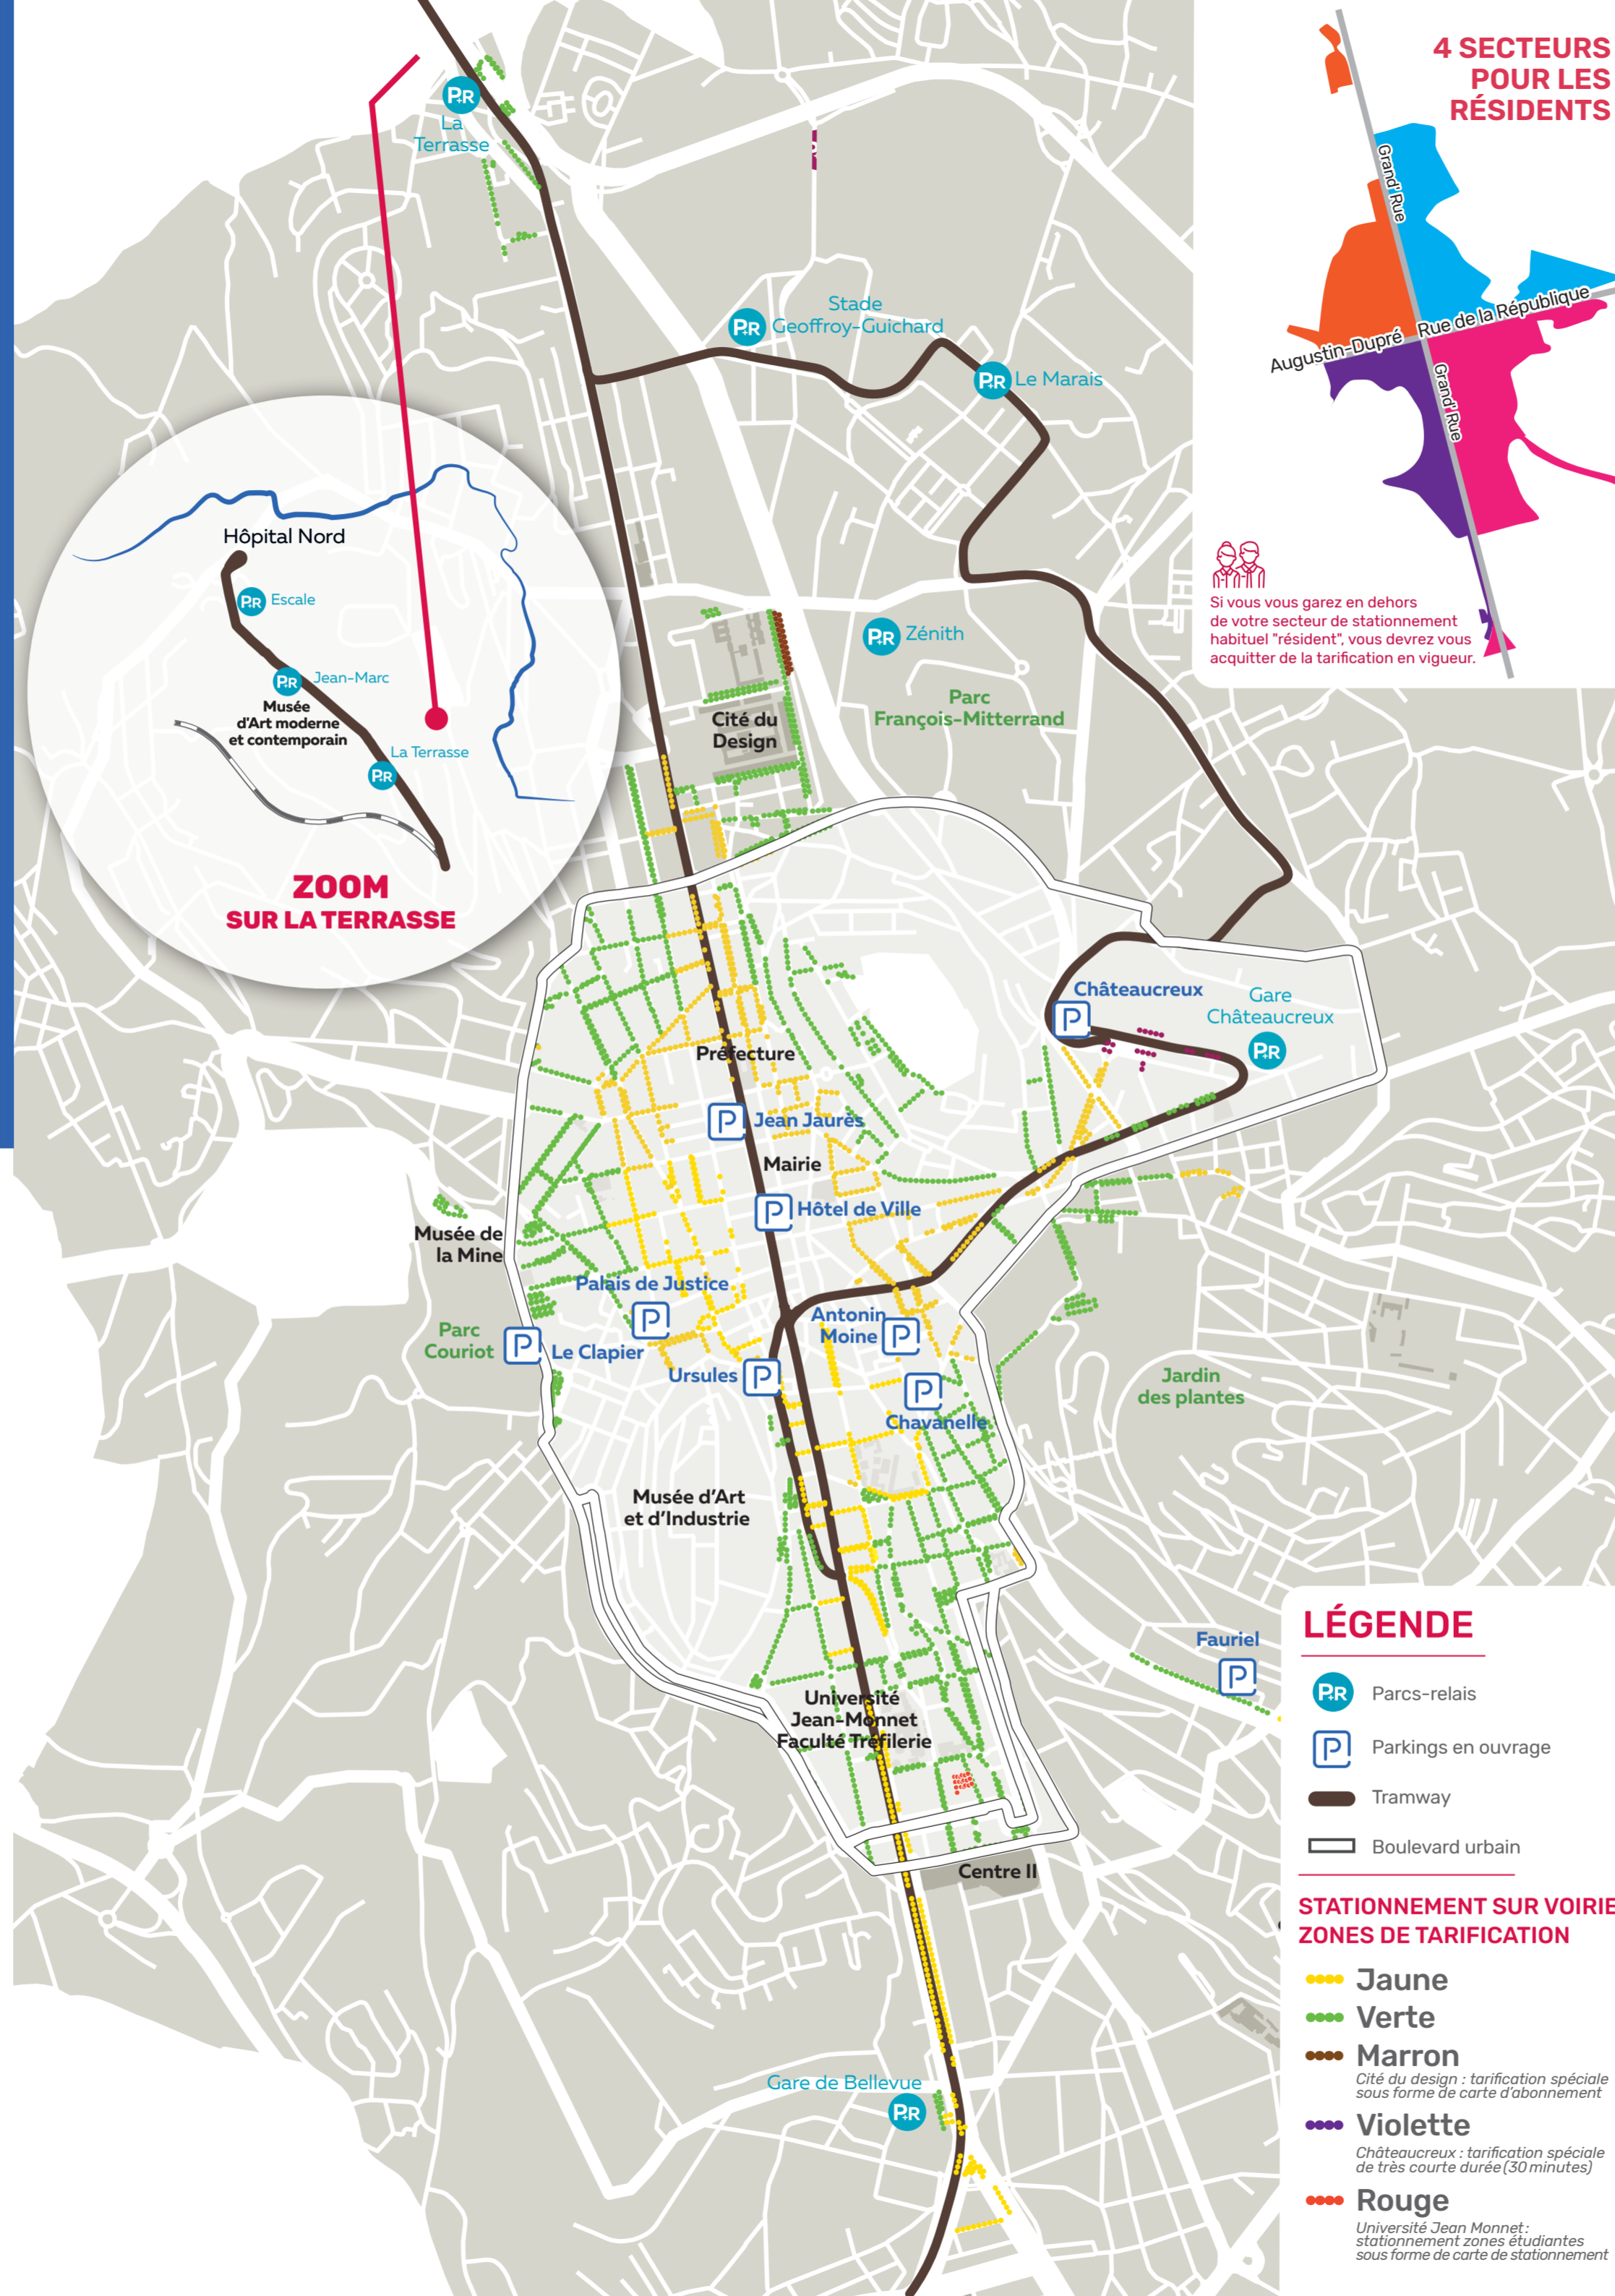 4 SECTEURS
POUR LES
RÉSIDENTS
Grand' Rue
Rue de la République
Augustin-Dupré
Grand' Rue
Si vous vous garez en dehors
de votre secteur de stationnement
habituel "résident", vous devrez vous
acquitter de la tarification en vigueur.
P+R
La
Terrasse
P+R
Stade
Geoffroy-Guichard
P+R Le Marais
Hôpital Nord
P+R Escale
P+R Jean-Marc
Musée
d'Art moderne
et contemporain
La Terrasse
P+R
ZOOM
SUR LA TERRASSE
P+R Zénith
Parc
François-Mitterrand
Cité du
Design
Châteaucreux
P
Gare
Châteaucreux
P+R
Préfecture
P Jean Jaurès
Mairie
P Hôtel de Ville
Musée de
la Mine
Palais de Justice
P
Antonin
Moine P
Parc
Couriot
P Le Clapier
Ursules P
P
Chavanelle
Jardin
des plantes
Musée d'Art
et d'Industrie
Fauriel
P
Université
Jean-Monnet
Faculté Tréfilerie
Centre II
Gare de Bellevue
P+R
LÉGENDE
P+R Parcs-relais
P Parkings en ouvrage
Tramway
Boulevard urbain
STATIONNEMENT SUR VOIRIE
ZONES DE TARIFICATION
Jaune
Verte
Marron
Cité du design : tarification spéciale
sous forme de carte d'abonnement
Violette
Châteaucreux : tarification spéciale
de très courte durée (30 minutes)
Rouge
Université Jean Monnet :
stationnement zones étudiantes
sous forme de carte de stationnement